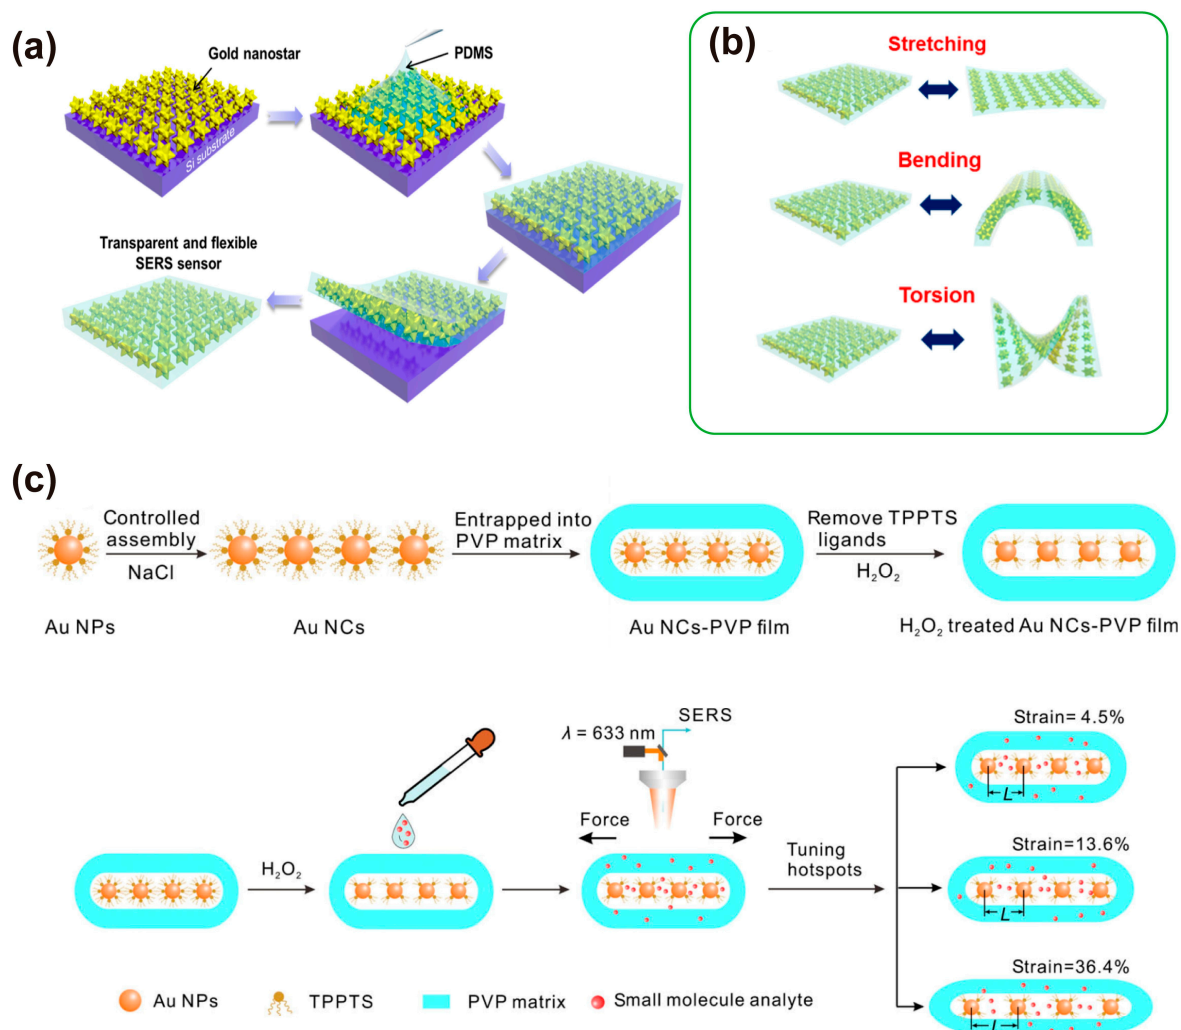 (a)
Gold nanostar
PDMS
Si substrate
Transparent and flexible
SERS sensor
(b)
Stretching
Bending
Torsion
(c)
Controlled
assembly
NaCl
Entrapped into
PVP matrix
Remove TPPTS
ligands
H₂O₂
Au NPs
Au NCs
Au NCs-PVP film
H₂O₂ treated Au NCs-PVP film
SERS
λ = 633 nm
Force
Force
H₂O₂
Tuning
hotspots
Strain= 4.5%
L
Strain=13.6%
L
Strain=36.4%
L
Au NPs
TPPTS
PVP matrix
Small molecule analyte